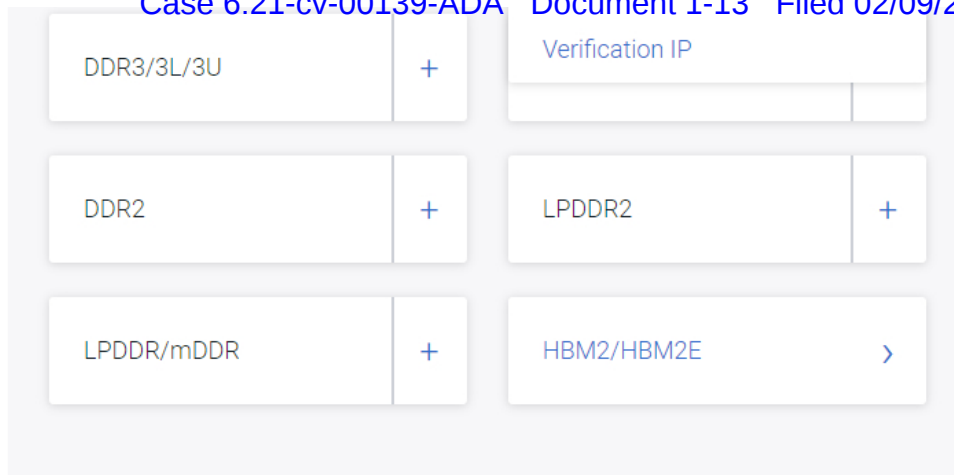 Case 6:21-cv-00139-ADA Document 1-13 Filed 02/09/2
DDR3/3L/3U +
Verification IP
DDR2 +
LPDDR2 +
LPDDR/mDDR +
HBM2/HBM2E >